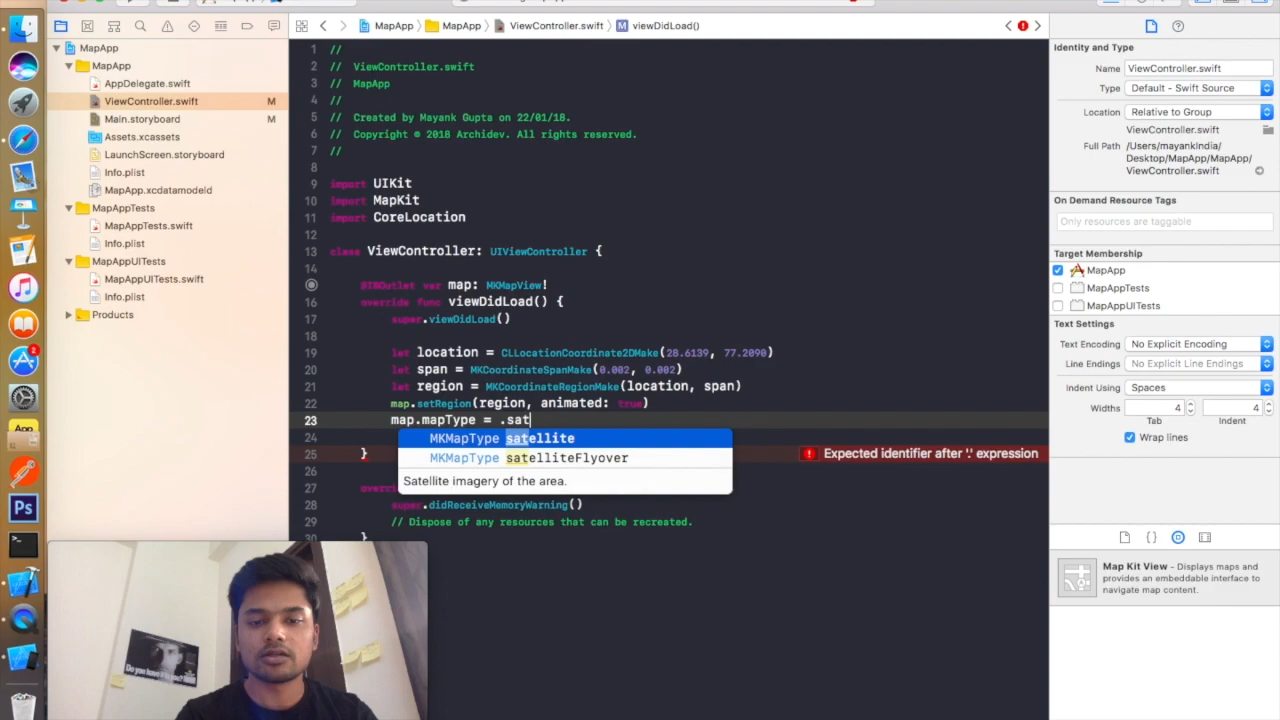 MapApp
MapApp
ViewController.swift
viewDidLoad()
MapApp
MapApp
AppDelegate.swift
ViewController.swift M
Main.storyboard M
Assets.xcassets
LaunchScreen.storyboard
Info.plist
MapApp.xcdatamodeld
MapAppTests
MapAppTests.swift
Info.plist
MapAppUITests
MapAppUITests.swift
Info.plist
Products
1 //
2 // ViewController.swift
3 // MapApp
4 //
5 // Created by Mayank Gupta on 22/01/18.
6 // Copyright © 2018 Archidev. All rights reserved.
7 //
8
9 import UIKit
10 import MapKit
11 import CoreLocation
12
13 class ViewController: UIViewController {
14
@IBOutlet var map: MKMapView!
16 override func viewDidLoad() {
17 super.viewDidLoad()
18
19 let location = CLLocationCoordinate2DMake(28.6139, 77.2090)
20 let span = MKCoordinateSpanMake(0.002, 0.002)
21 let region = MKCoordinateRegionMake(location, span)
22 map.setRegion(region, animated: true)
23 map.mapType = .sat
24
MKMapType satellite
25 } Expected identifier after '.' expression
MKMapType satelliteFlyover
26
Satellite imagery of the area.
27 overr
28 super.didReceiveMemoryWarning()
29 // Dispose of any resources that can be recreated.
30 }
Identity and Type
Name ViewController.swift
Type Default - Swift Source
Location Relative to Group
ViewController.swift
Full Path /Users/mayankindia/
Desktop/MapApp/MapApp/
ViewController.swift
On Demand Resource Tags
Only resources are taggable
Target Membership
MapApp
MapAppTests
MapAppUITests
Text Settings
Text Encoding No Explicit Encoding
Line Endings No Explicit Line Endings
Indent Using Spaces
Widths 4 4
Tab Indent
Wrap lines
{ }
Map Kit View - Displays maps and
provides an embeddable interface to
navigate map content.
2
App
Ps
Do you have